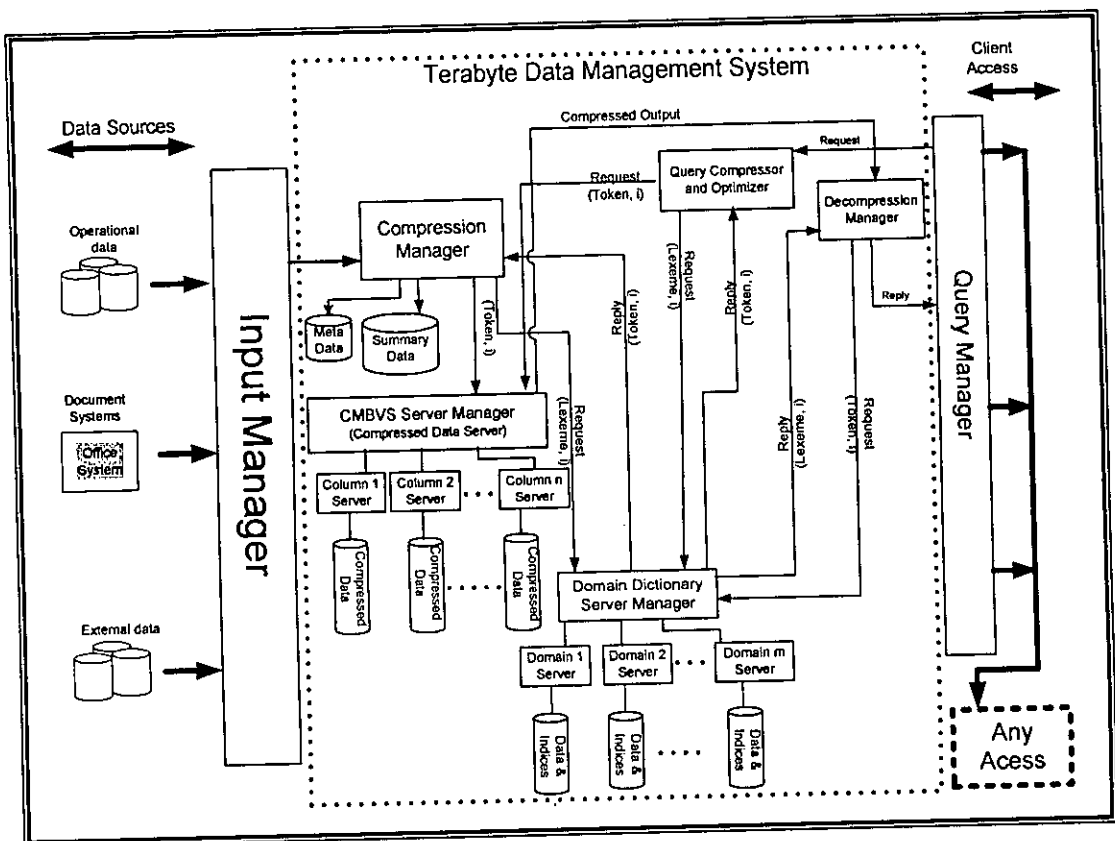 Terabyte Data Management System
Client
Access
Data Sources
Compressed Output
Request
Query Compressor
and Optimizer
Request
(Token, i)
Decompression
Manager
Compression
Manager
Operational
data
Input Manager
Meta
Data
Summary
Data
(Token, i)
Request
(Lexeme, i)
Reply
(Token, i)
Request
(Lexeme, i)
Reply
(Token, i)
Reply
(Lexeme, i)
Request
(Token, i)
Reply
Query Manager
Document
Systems
Office
System
CMBVS Server Manager
(Compressed Data Server)
Column 1
Server
Column 2
Server
Column n
Server
Compressed
Data
Compressed
Data
Compressed
Data
Domain Dictionary
Server Manager
External data
Domain 1
Server
Domain 2
Server
Domain m
Server
Data &
Indices
Data &
Indices
Data &
Indices
Any
Acess